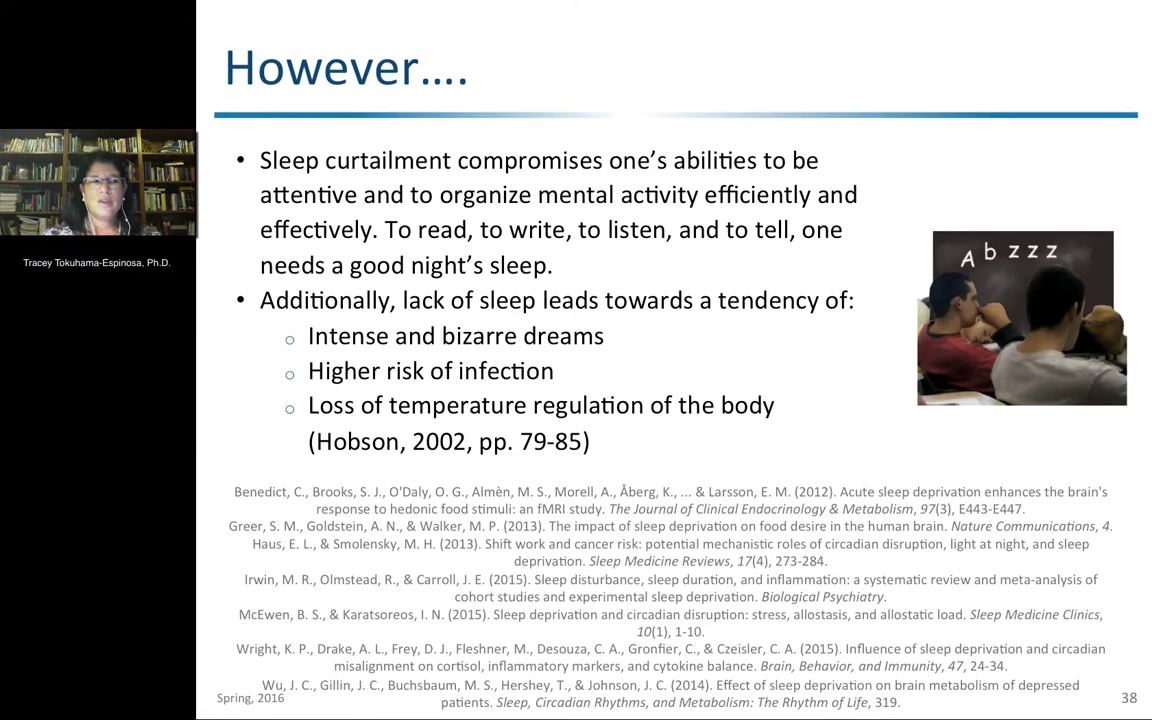 However....
Tracey Tokuhama-Espinosa, Ph.D.
• Sleep curtailment compromises one's abilities to be
attentive and to organize mental activity efficiently and
effectively. To read, to write, to listen, and to tell, one
needs a good night's sleep.
• Additionally, lack of sleep leads towards a tendency of:
o Intense and bizarre dreams
o Higher risk of infection
o Loss of temperature regulation of the body
(Hobson, 2002, pp. 79-85)
A b z z z
Benedict, C., Brooks, S. J., O'Daly, O. G., Almèn, M. S., Morell, A., Åberg, K., ... & Larsson, E. M. (2012). Acute sleep deprivation enhances the brain's
response to hedonic food stimuli: an fMRI study. The Journal of Clinical Endocrinology & Metabolism, 97(3), E443-E447.
Greer, S. M., Goldstein, A. N., & Walker, M. P. (2013). The impact of sleep deprivation on food desire in the human brain. Nature Communications, 4.
Haus, E. L., & Smolensky, M. H. (2013). Shift work and cancer risk: potential mechanistic roles of circadian disruption, light at night, and sleep
deprivation. Sleep Medicine Reviews, 17(4), 273-284.
Irwin, M. R., Olmstead, R., & Carroll, J. E. (2015). Sleep disturbance, sleep duration, and inflammation: a systematic review and meta-analysis of
cohort studies and experimental sleep deprivation. Biological Psychiatry.
McEwen, B. S., & Karatsoreos, I. N. (2015). Sleep deprivation and circadian disruption: stress, allostasis, and allostatic load. Sleep Medicine Clinics,
10(1), 1-10.
Wright, K. P., Drake, A. L., Frey, D. J., Fleshner, M., Desouza, C. A., Gronfier, C., & Czeisler, C. A. (2015). Influence of sleep deprivation and circadian
misalignment on cortisol, inflammatory markers, and cytokine balance. Brain, Behavior, and Immunity, 47, 24-34.
Wu, J. C., Gillin, J. C., Buchsbaum, M. S., Hershey, T., & Johnson, J. C. (2014). Effect of sleep deprivation on brain metabolism of depressed
patients. Sleep, Circadian Rhythms, and Metabolism: The Rhythm of Life, 319.
Spring, 2016
38